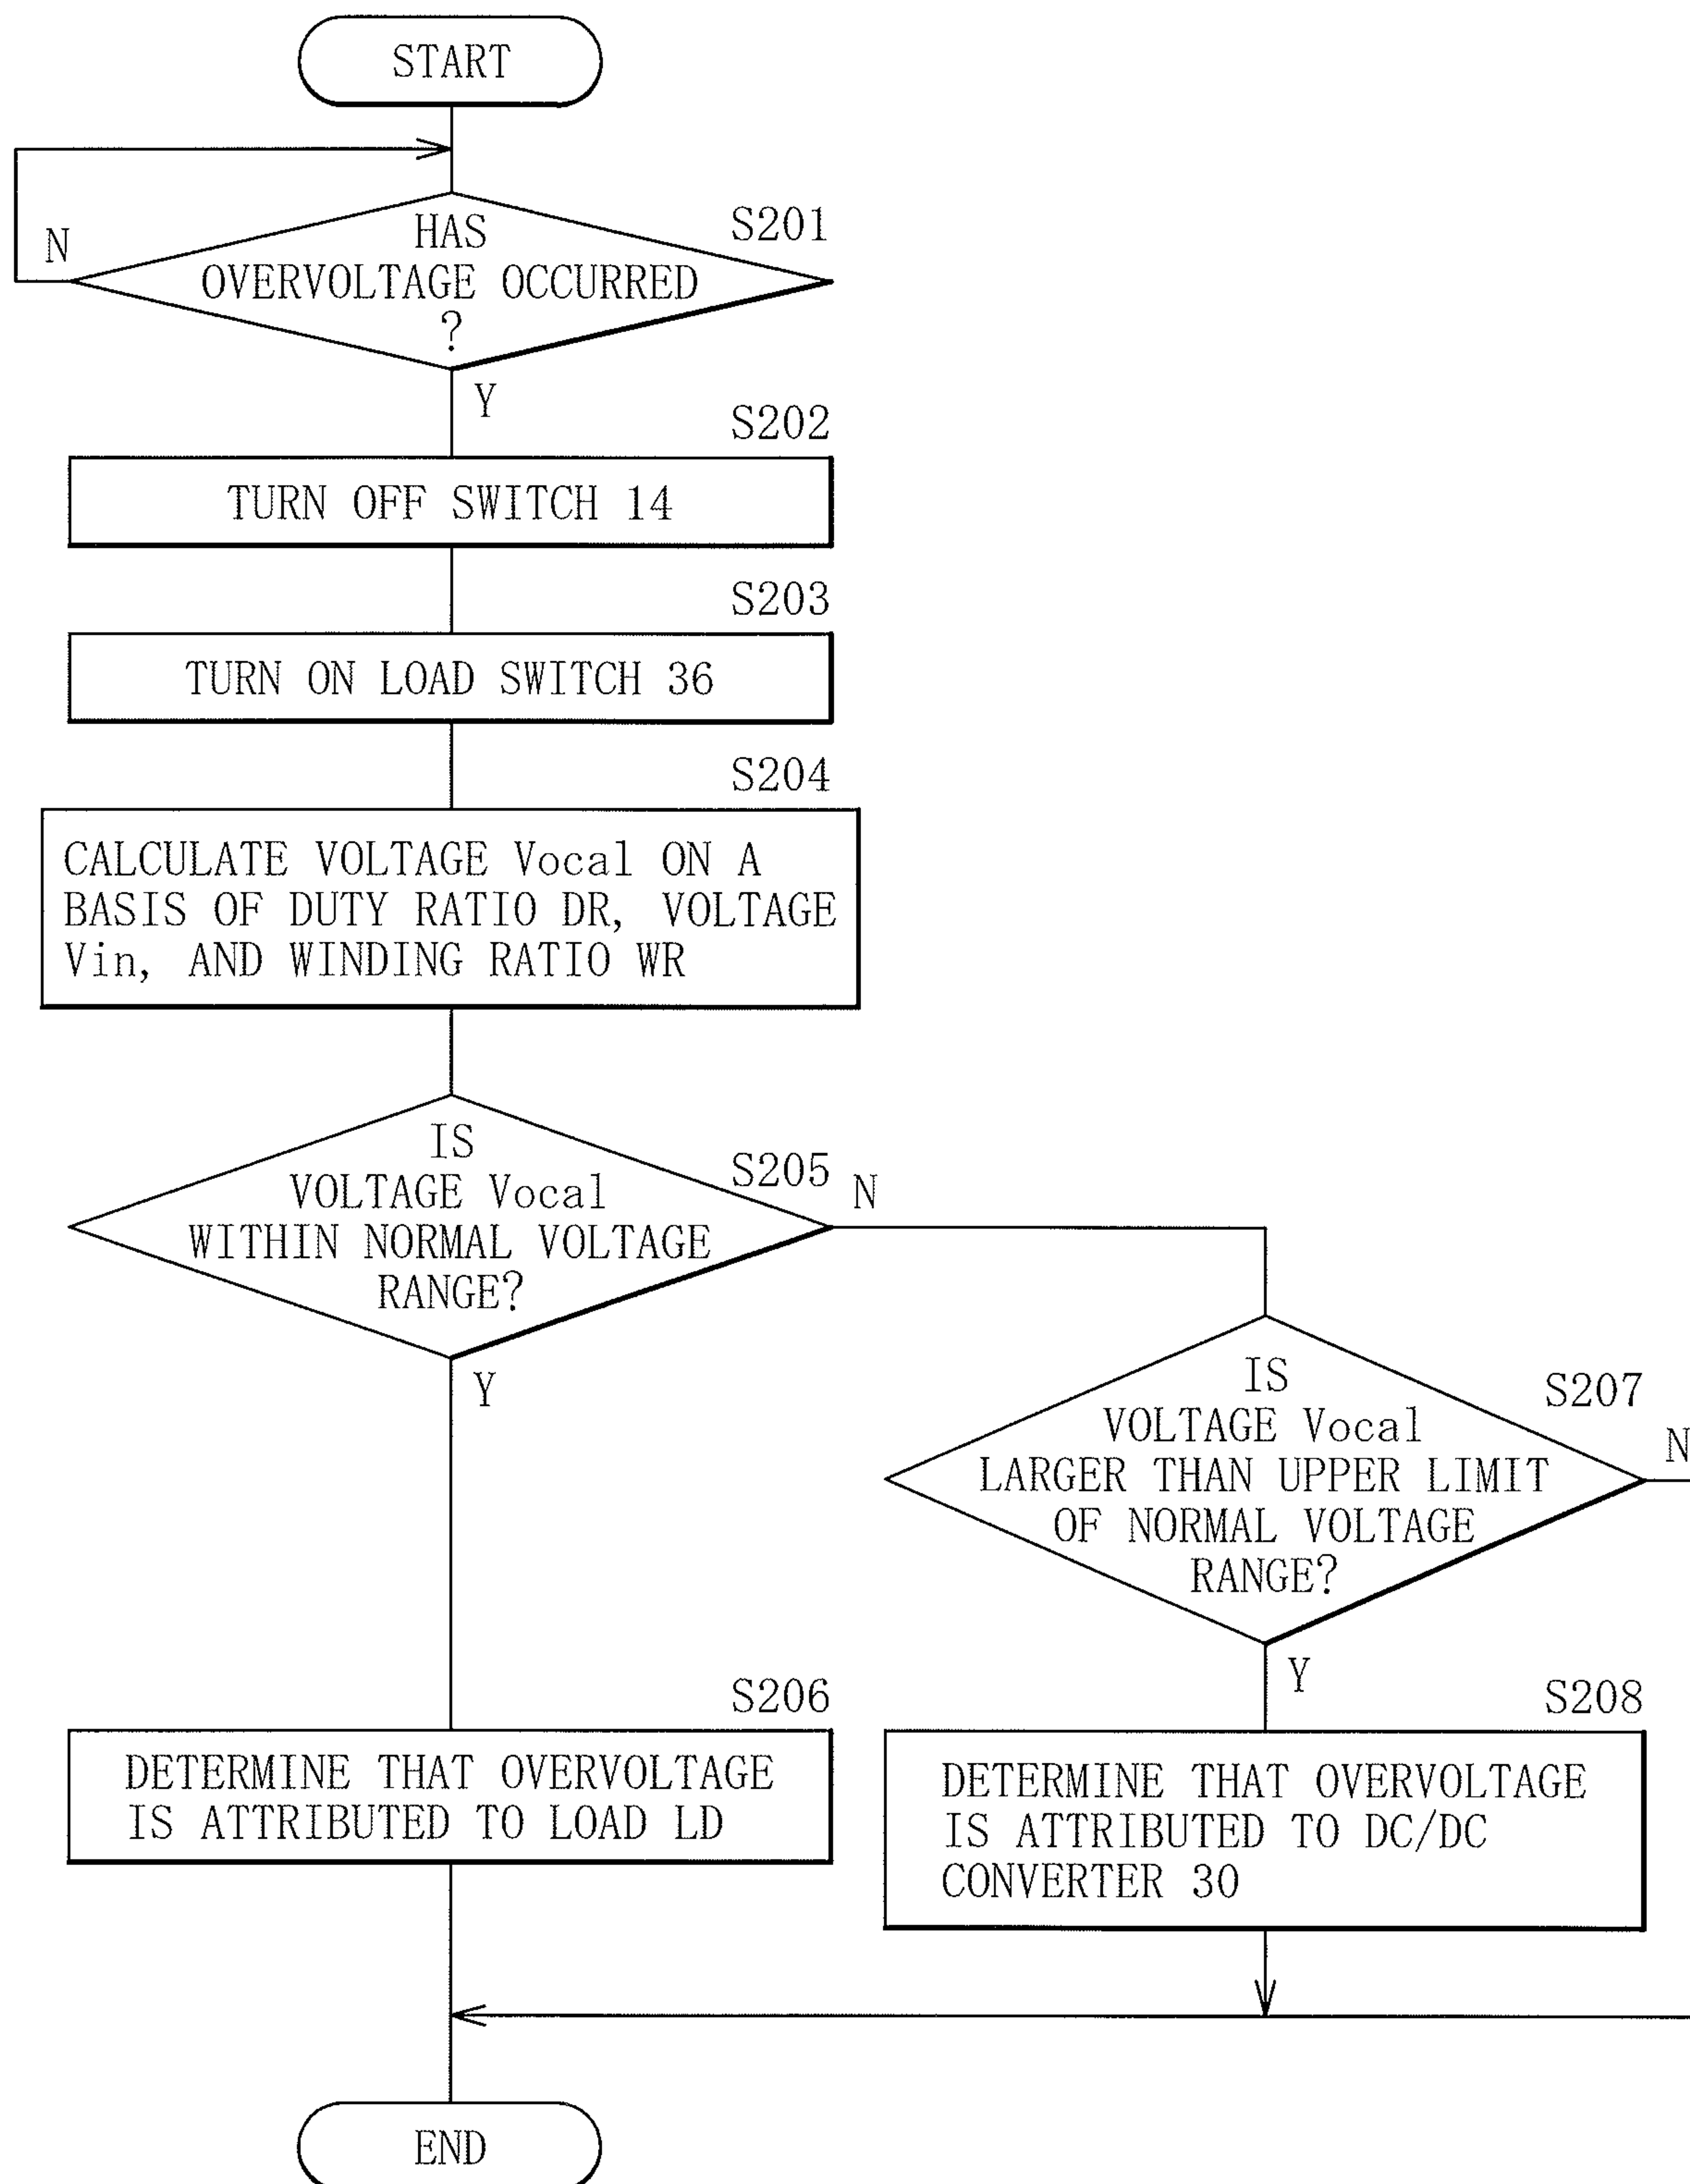 START
HAS
OVERVOLTAGE OCCURRED
?
S201
N
Y
S202
TURN OFF SWITCH 14
S203
TURN ON LOAD SWITCH 36
S204
CALCULATE VOLTAGE Vocal ON A
BASIS OF DUTY RATIO DR, VOLTAGE
Vin, AND WINDING RATIO WR
IS
VOLTAGE Vocal
WITHIN NORMAL VOLTAGE
RANGE?
S205
N
Y
IS
VOLTAGE Vocal
LARGER THAN UPPER LIMIT
OF NORMAL VOLTAGE
RANGE?
S207
N
Y
S206
DETERMINE THAT OVERVOLTAGE
IS ATTRIBUTED TO LOAD LD
S208
DETERMINE THAT OVERVOLTAGE
IS ATTRIBUTED TO DC/DC
CONVERTER 30
END